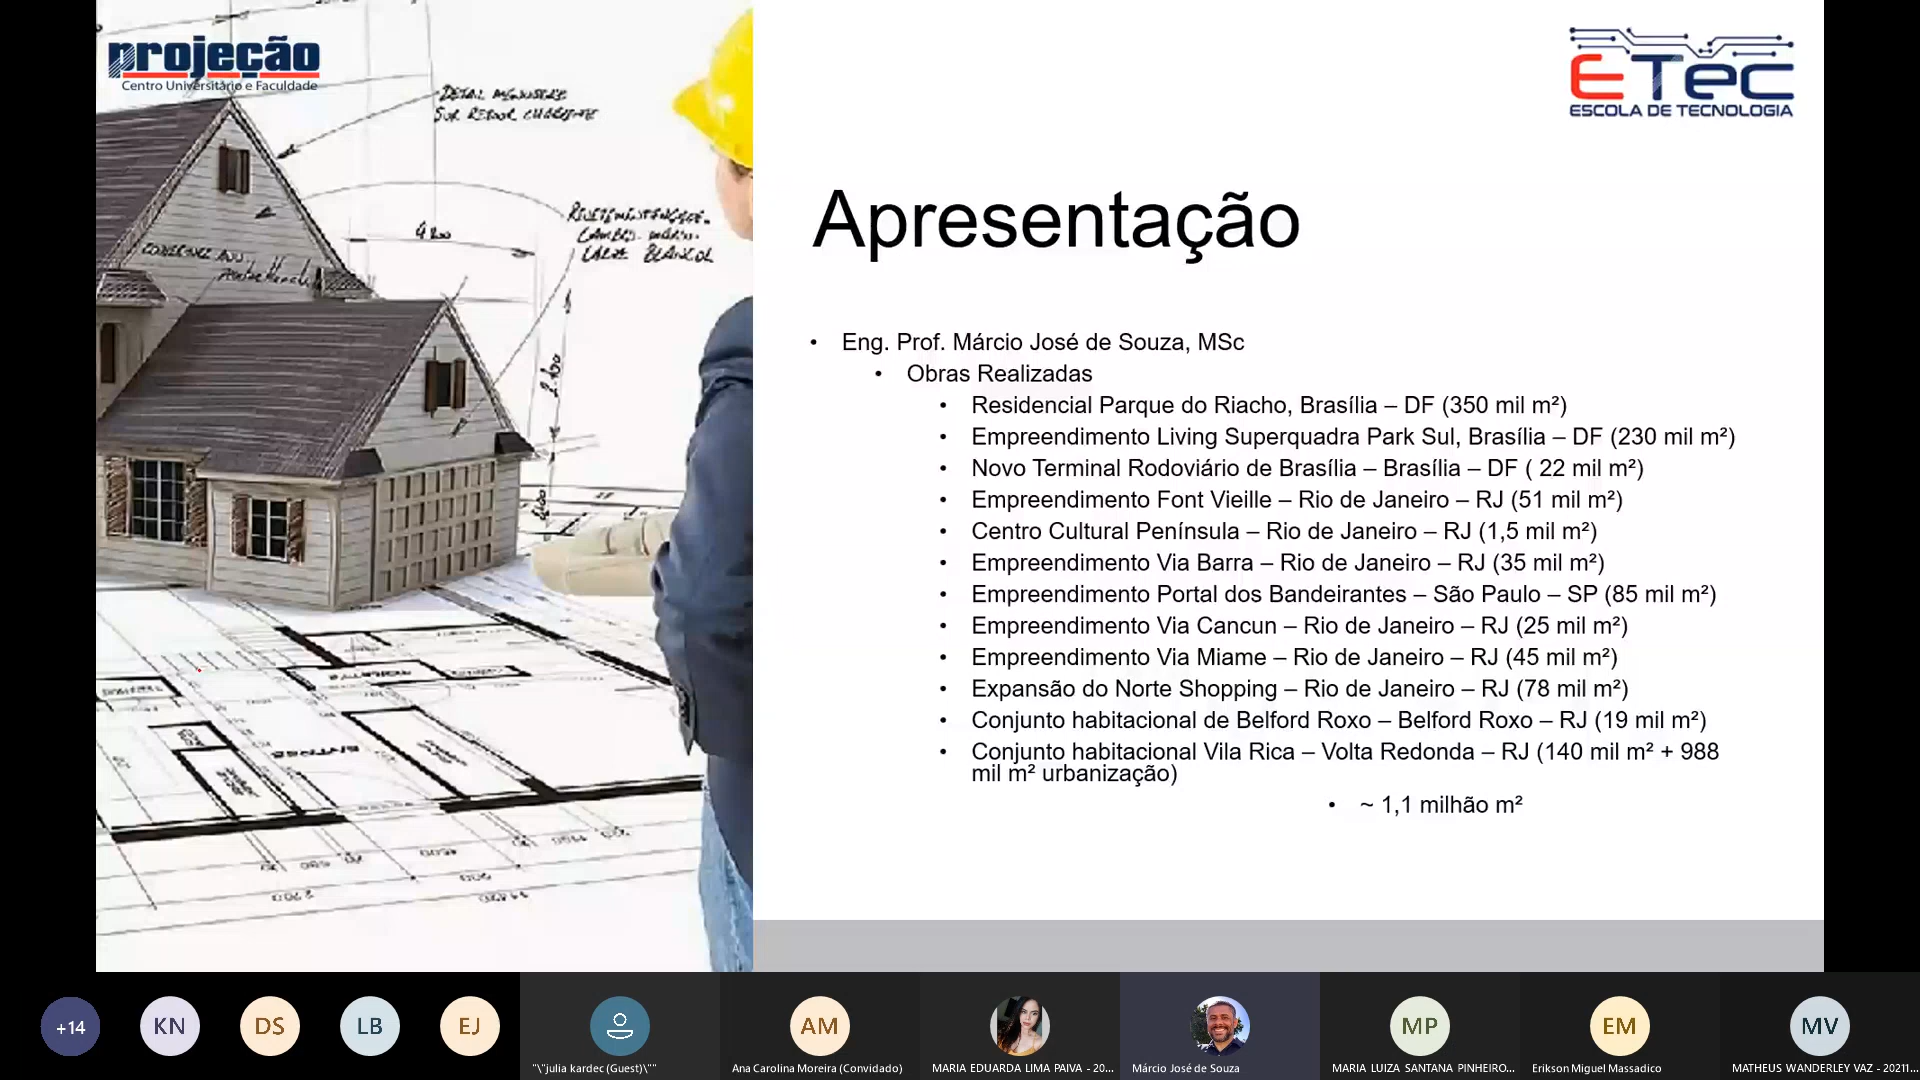 projeção
Centro Universitário e Faculdade
ETEC
ESCOLA DE TECNOLOGIA
Apresentação
• Eng. Prof. Márcio José de Souza, MSc
• Obras Realizadas
• Residencial Parque do Riacho, Brasília – DF (350 mil m²)
• Empreendimento Living Superquadra Park Sul, Brasília – DF (230 mil m²)
• Novo Terminal Rodoviário de Brasília – Brasília – DF ( 22 mil m²)
• Empreendimento Font Vieille – Rio de Janeiro – RJ (51 mil m²)
• Centro Cultural Península – Rio de Janeiro – RJ (1,5 mil m²)
• Empreendimento Via Barra – Rio de Janeiro – RJ (35 mil m²)
• Empreendimento Portal dos Bandeirantes – São Paulo – SP (85 mil m²)
• Empreendimento Via Cancun – Rio de Janeiro – RJ (25 mil m²)
• Empreendimento Via Miame – Rio de Janeiro – RJ (45 mil m²)
• Expansão do Norte Shopping – Rio de Janeiro – RJ (78 mil m²)
• Conjunto habitacional de Belford Roxo – Belford Roxo – RJ (19 mil m²)
• Conjunto habitacional Vila Rica – Volta Redonda – RJ (140 mil m² + 988
mil m² urbanização)
• ~ 1,1 milhão m²
+14
KN
DS
LB
EJ
"\"julia kardec (Guest)\""
AM
Ana Carolina Moreira (Convidado)
MARIA EDUARDA LIMA PAIVA - 20...
Márcio José de Souza
MP
MARIA LUIZA SANTANA PINHEIRO...
EM
Erikson Miguel Massadico
MV
MATHEUS WANDERLEY VAZ - 20211...